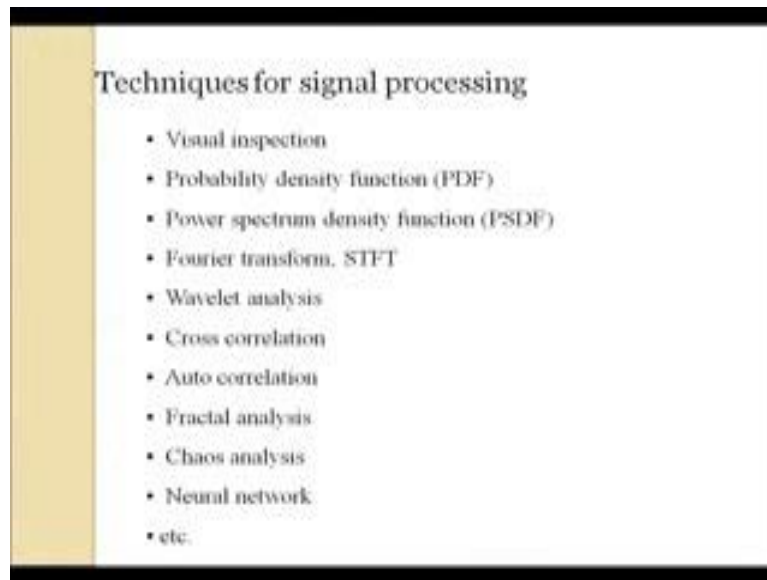 Techniques for signal processing
• Visual inspection
• Probability density function (PDF)
• Power spectrum density function (PSDF)
• Fourier transform, STFT
• Wavelet analysis
• Cross correlation
• Auto correlation
• Fractal analysis
• Chaos analysis
• Neural network
• etc.